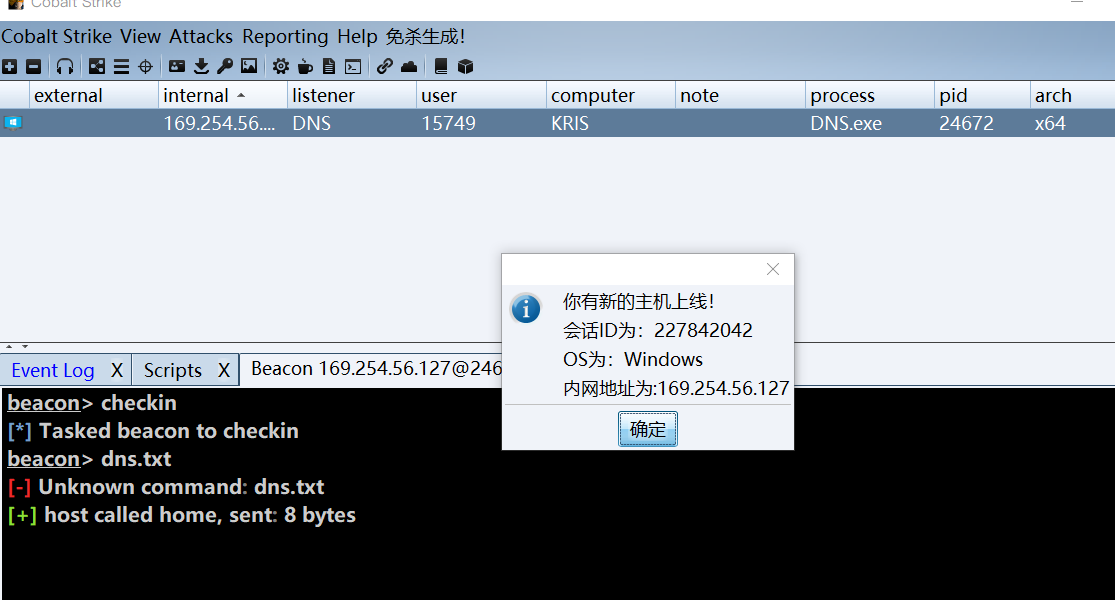 Cobalt Strike
Cobalt Strike View Attacks Reporting Help 免杀生成!
external internal listener user computer note process pid arch
169.254.56.... DNS 15749 KRIS DNS.exe 24672 x64
你有新的主机上线!
会话ID为: 227842042
OS为: Windows
内网地址为:169.254.56.127
确定
Event Log X Scripts X Beacon 169.254.56.127@246
beacon> checkin
[*] Tasked beacon to checkin
beacon> dns.txt
[-] Unknown command: dns.txt
[+] host called home, sent: 8 bytes